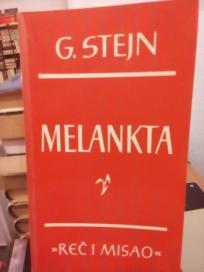 G. STEJN
MELANKTA
»REČ I MISAO«